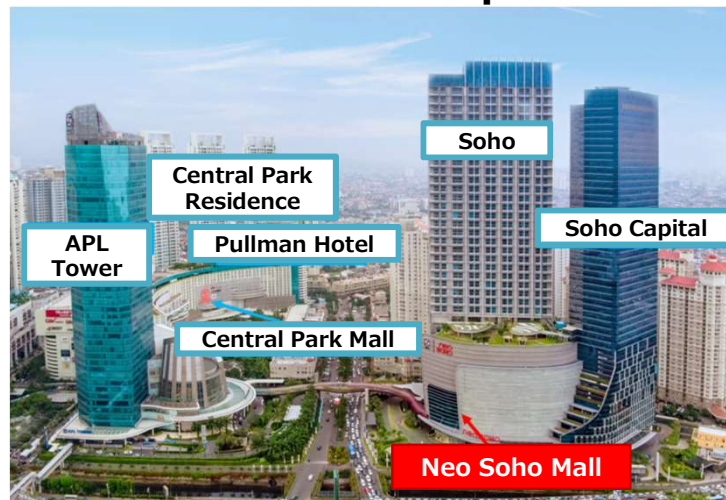 Soho
Central Park
Residence
Soho Capital
APL
Tower
Pullman Hotel
Central Park Mall
Neo Soho Mall